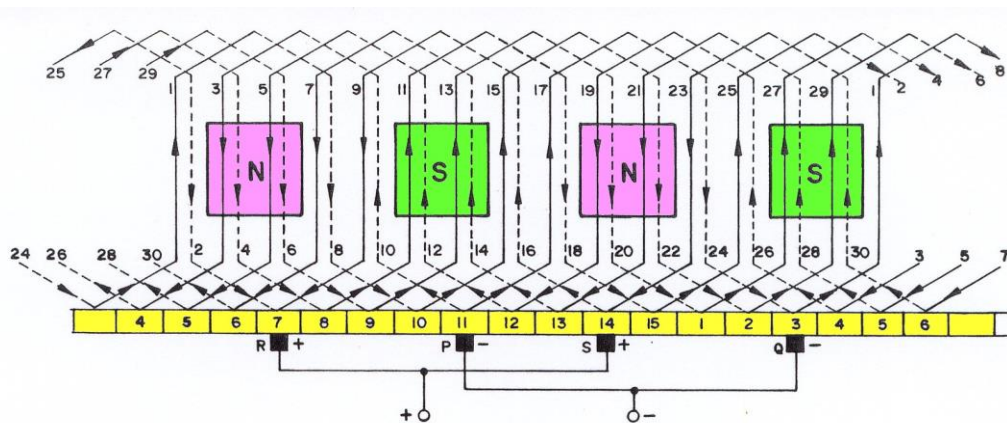 25 27 29 2 4 6 8
1 3 5 7 9 11 13 15 17 19 21 23 25 27 29 1
N S N S
24 26 28 30 2 4 6 8 10 12 14 16 18 20 22 24 26 28 30 3 5 7
4 5 6 7 8 9 10 11 12 13 14 15 1 2 3 4 5 6
R + P - S + Q -
+ -